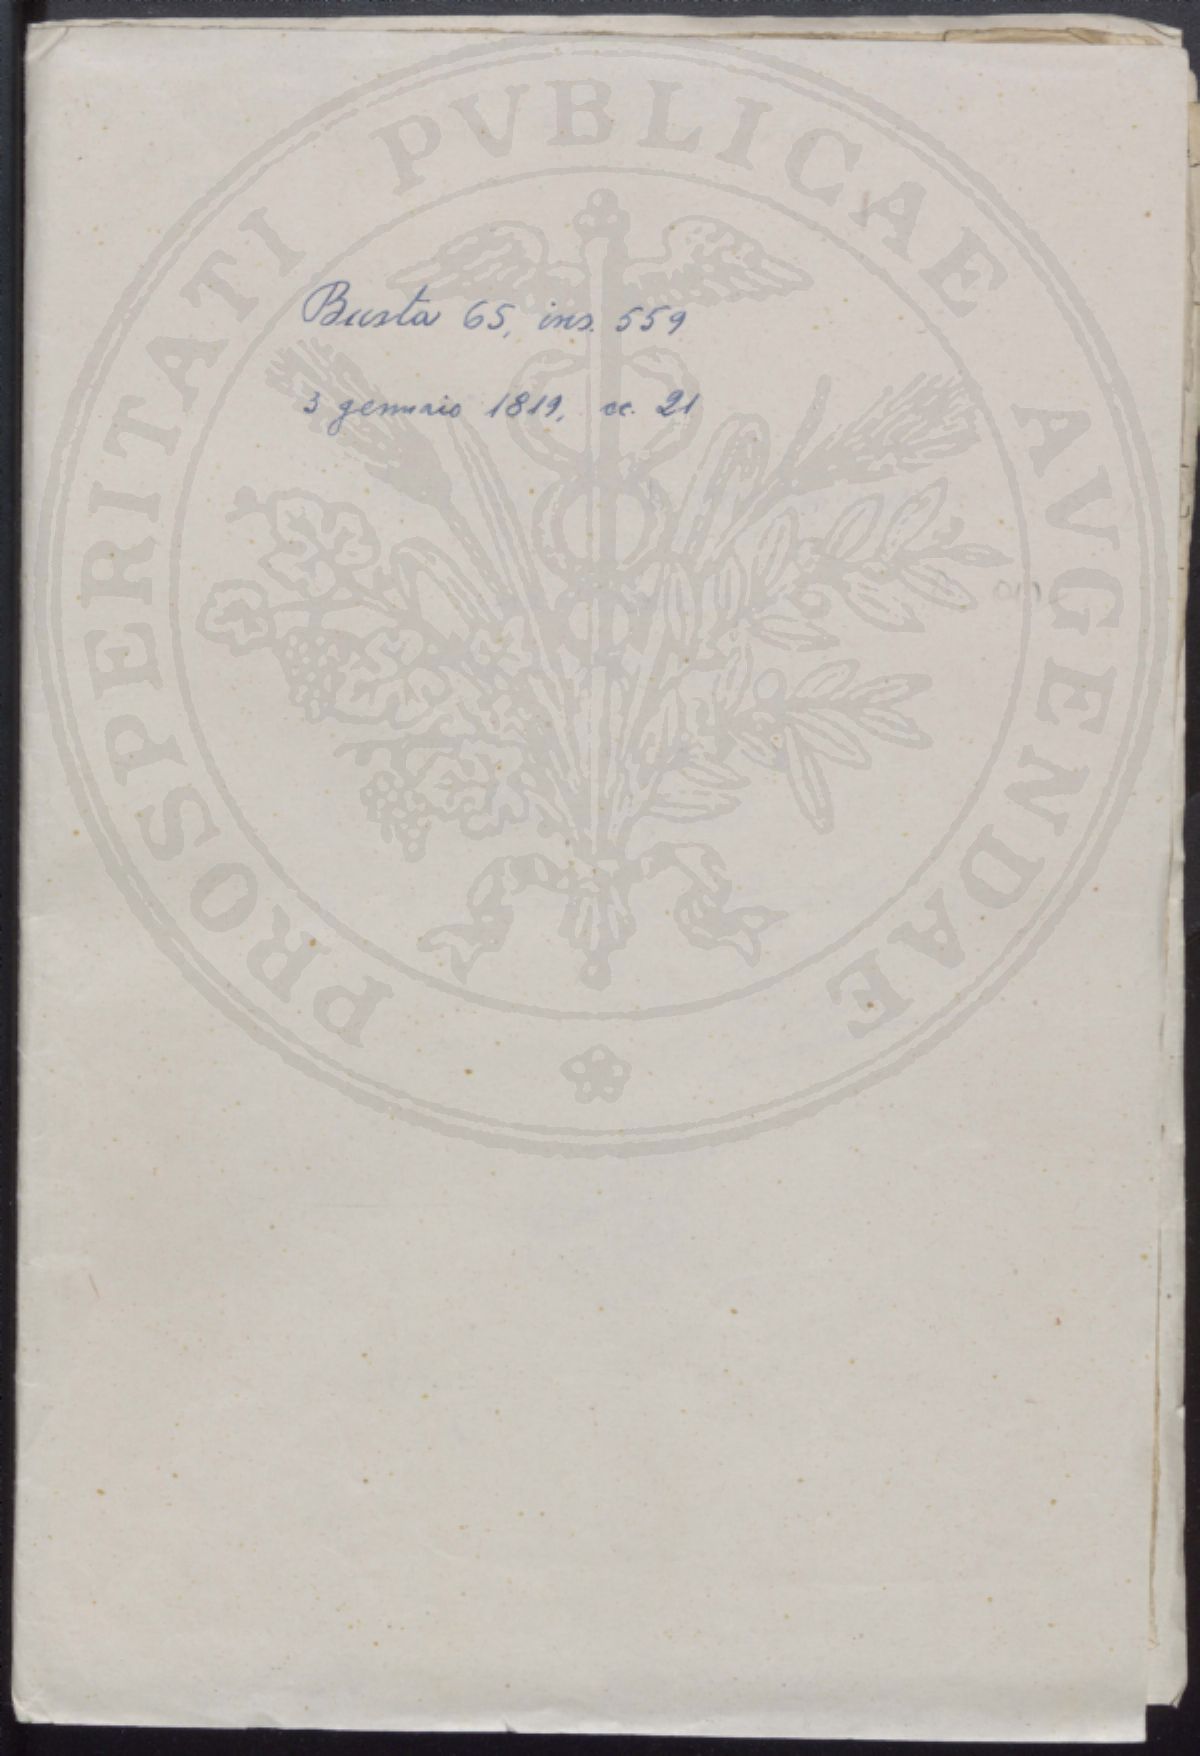 Busta 65, ins. 559
3 gennaio 1819, cc. 21
PROSPERITATI PVBLICAE AVGENDAE